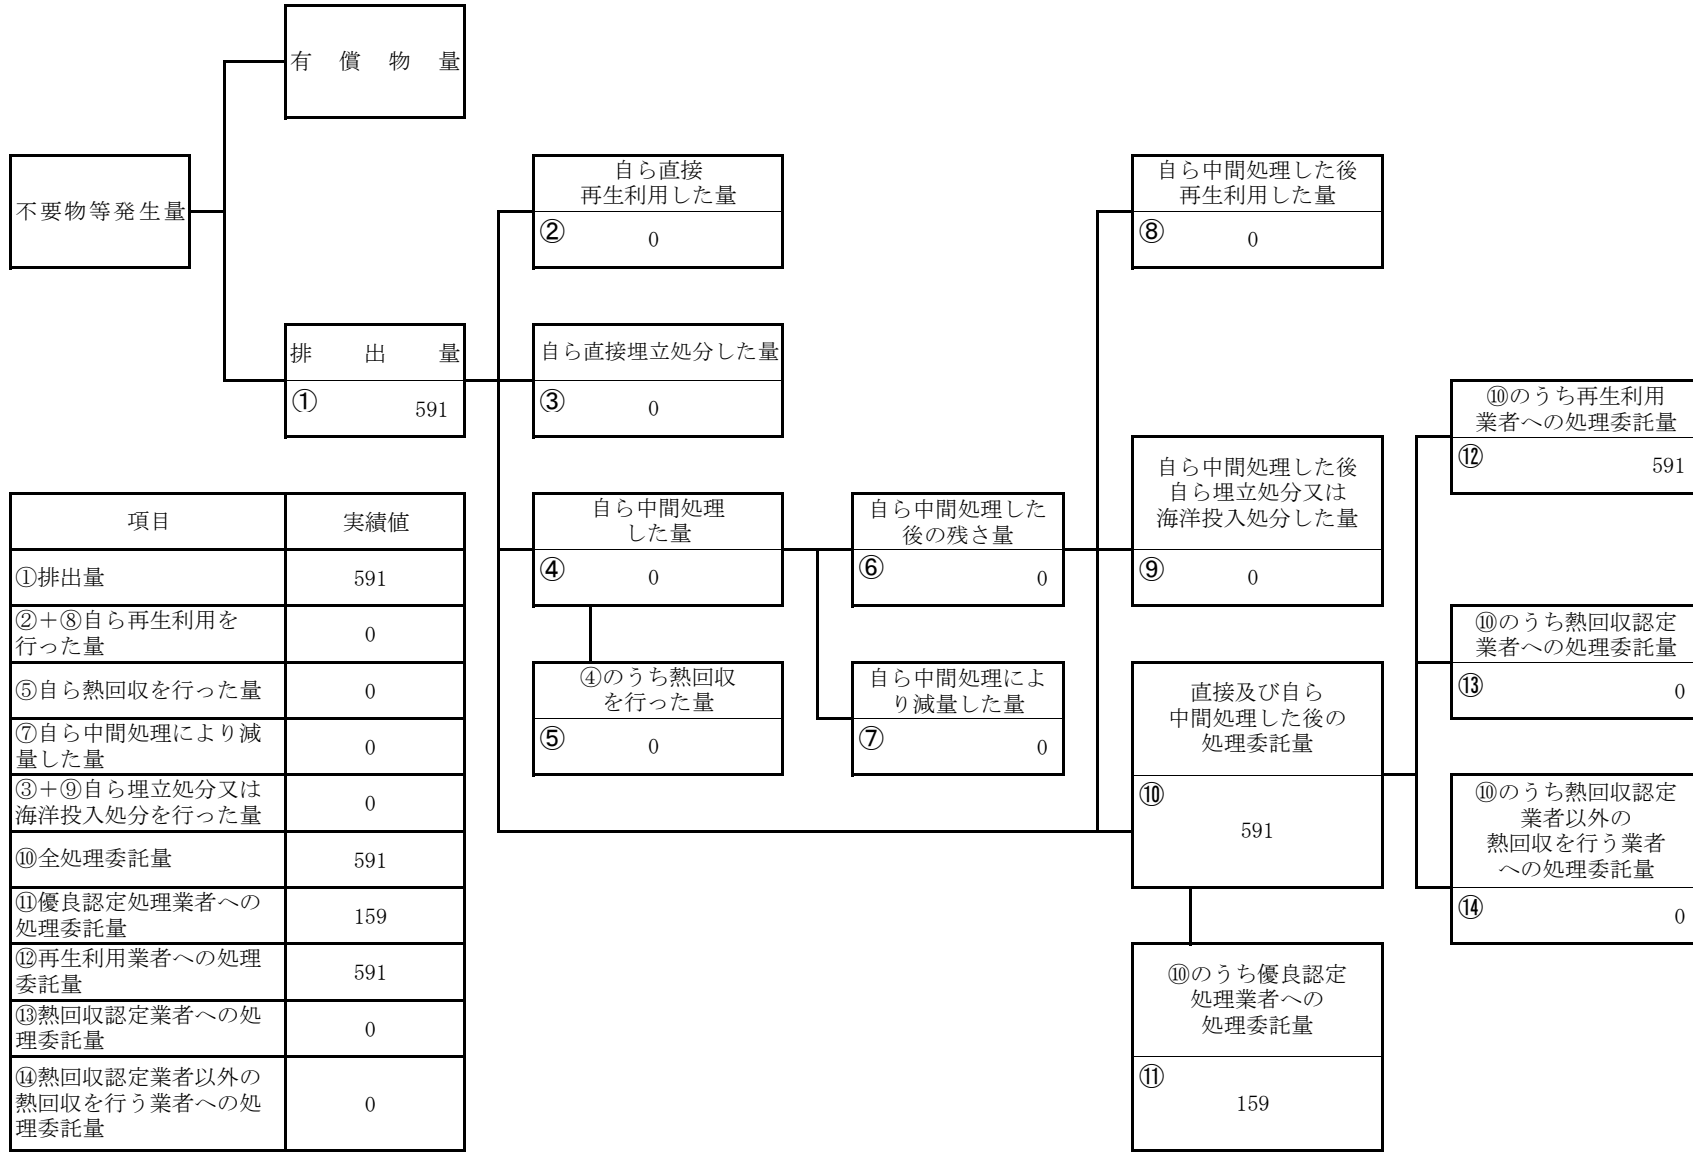 有償物量
不要物等発生量
排出量
① 591
自ら直接
再生利用した量
② 0
自ら直接埋立処分した量
③ 0
自ら中間処理
した量
④ 0
④のうち熱回収
を行った量
⑤ 0
自ら中間処理した
後の残さ量
⑥ 0
自ら中間処理によ
り減量した量
⑦ 0
自ら中間処理した後
再生利用した量
⑧ 0
自ら中間処理した後
自ら埋立処分又は
海洋投入処分した量
⑨ 0
直接及び自ら
中間処理した後の
処理委託量
⑩
591
⑩のうち優良認定
処理業者への
処理委託量
⑪
159
⑩のうち再生利用
業者への処理委託量
⑫ 591
⑩のうち熱回収認定
業者への処理委託量
⑬ 0
⑩のうち熱回収認定
業者以外の
熱回収を行う業者
への処理委託量
⑭ 0
項目 実績値
①排出量 591
②+⑧自ら再生利用を
行った量 0
⑤自ら熱回収を行った量 0
⑦自ら中間処理により減
量した量 0
③+⑨自ら埋立処分又は
海洋投入処分を行った量 0
⑩全処理委託量 591
⑪優良認定処理業者への
処理委託量 159
⑫再生利用業者への処理
委託量 591
⑬熱回収認定業者への処
理委託量 0
⑭熱回収認定業者以外の
熱回収を行う業者への処
理委託量 0